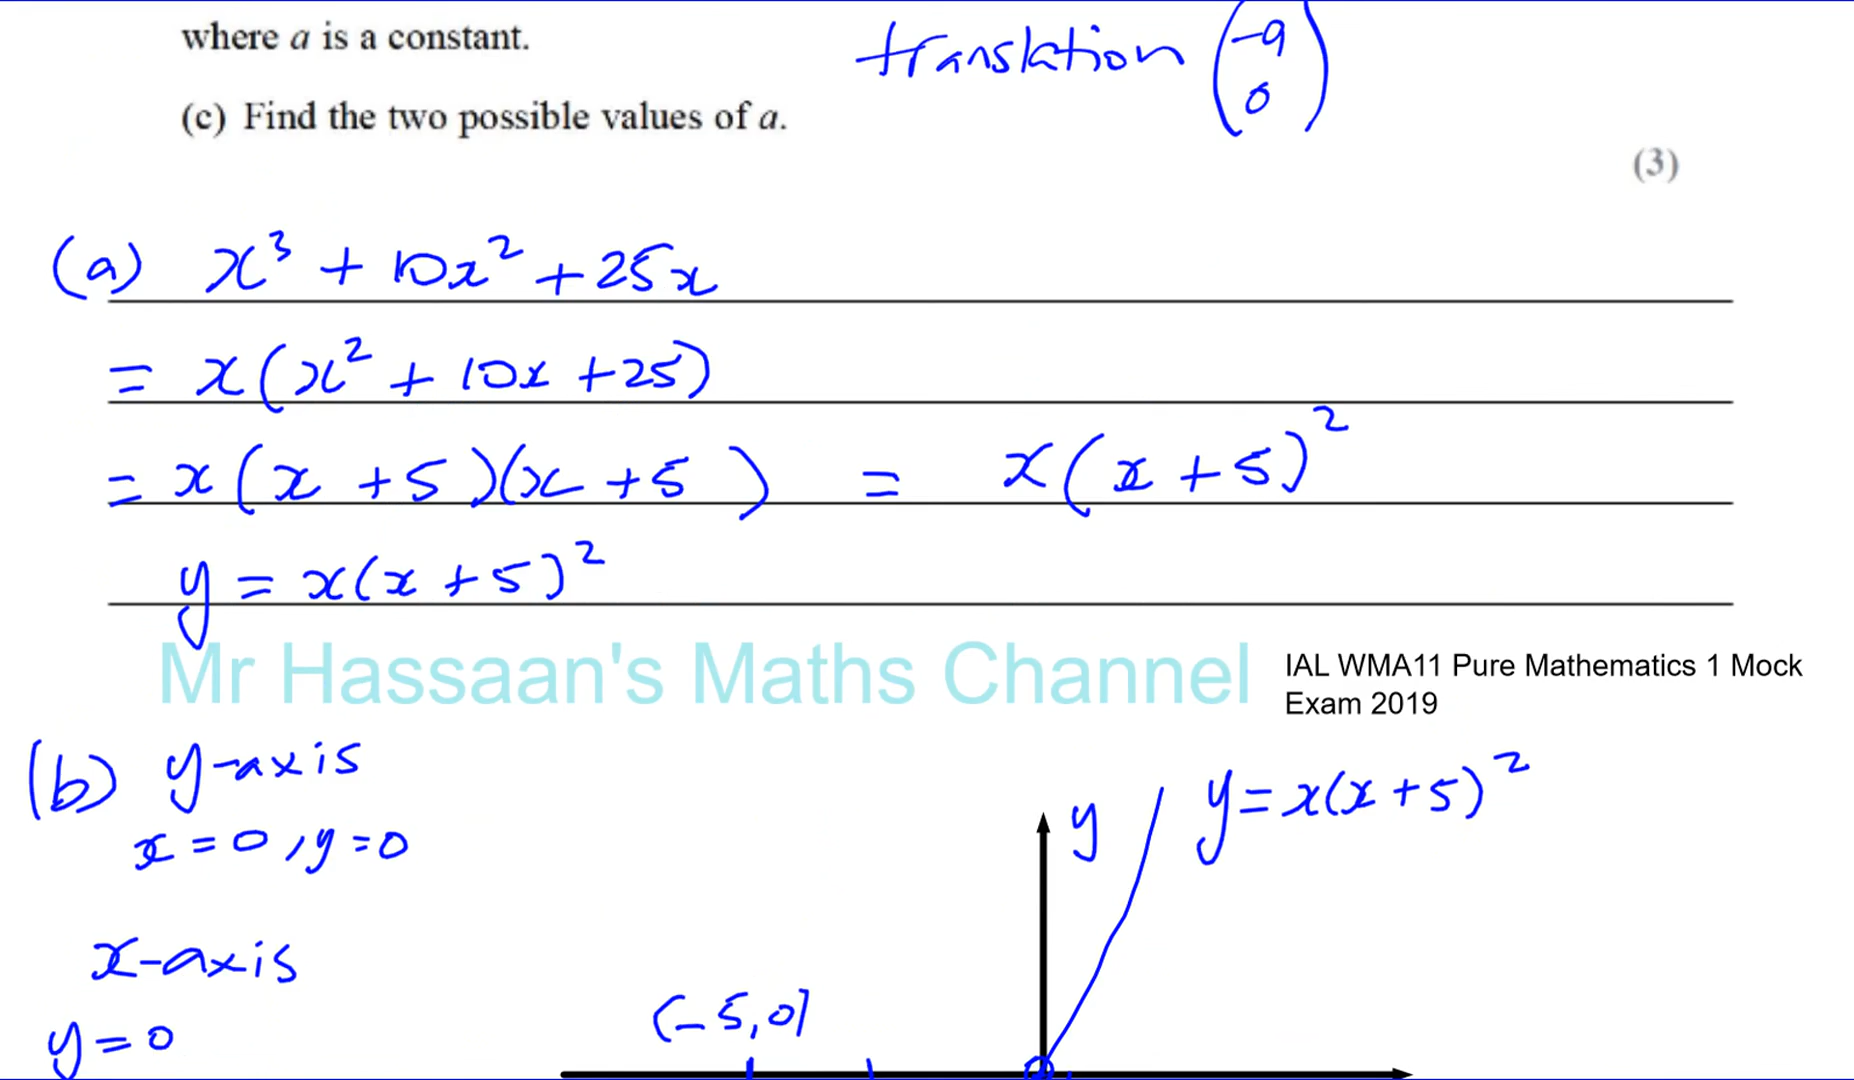 where a is a constant.
translation (-a 0)
(c) Find the two possible values of a.
(3)
(a) x³ + 10x² + 25x
= x(x² + 10x + 25)
= x(x + 5)(x + 5) = x(x + 5)²
y = x(x + 5)²
Mr Hassaan's Maths Channel
IAL WMA11 Pure Mathematics 1 Mock
Exam 2019
(b) y-axis
x = 0, y = 0
y
y = x(x + 5)²
x-axis
(-5, 0)
y = 0